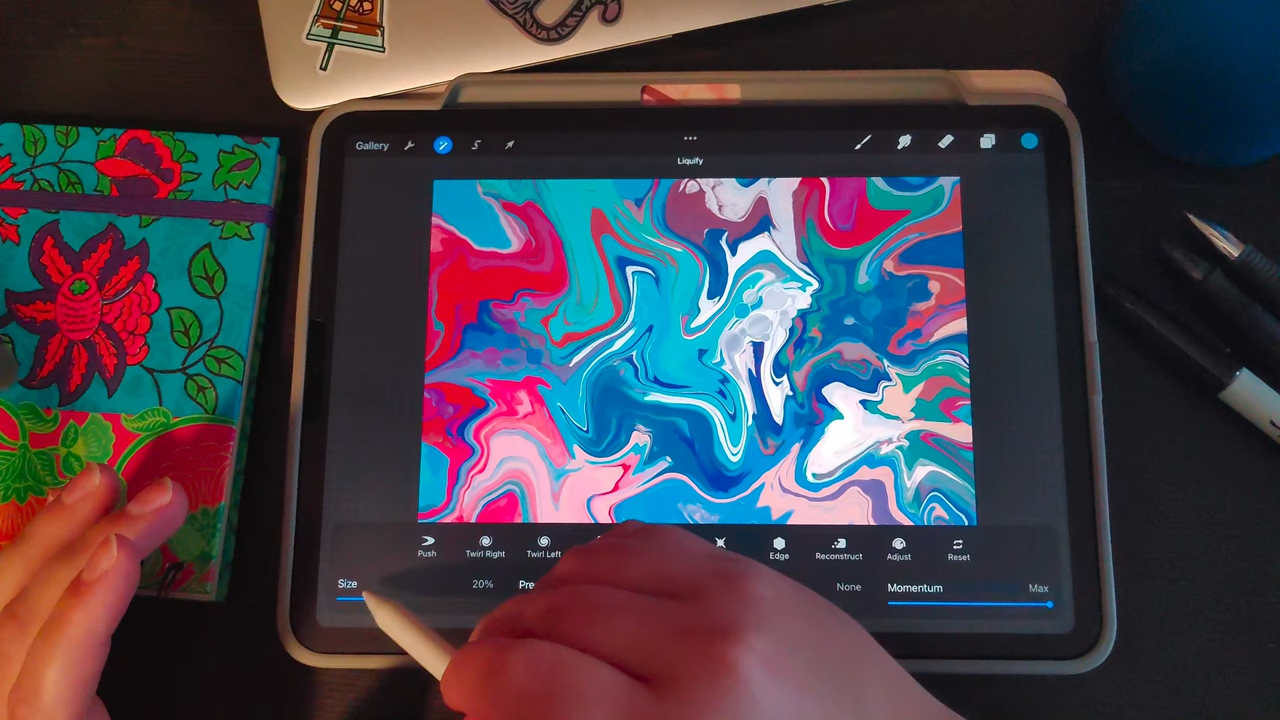 Gallery
Liquify
Push Twirl Right Twirl Left Edge Reconstruct Adjust Reset
Size 20% None Momentum Max